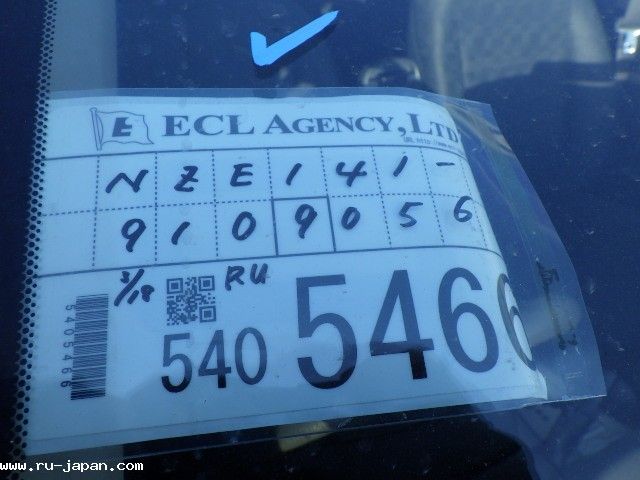 E ECL AGENCY, LTD
N Z E 1 4 1 -
9 1 0 9 0 5 6
3/18 RU
540 5466
5405466
www.ru-japan.com